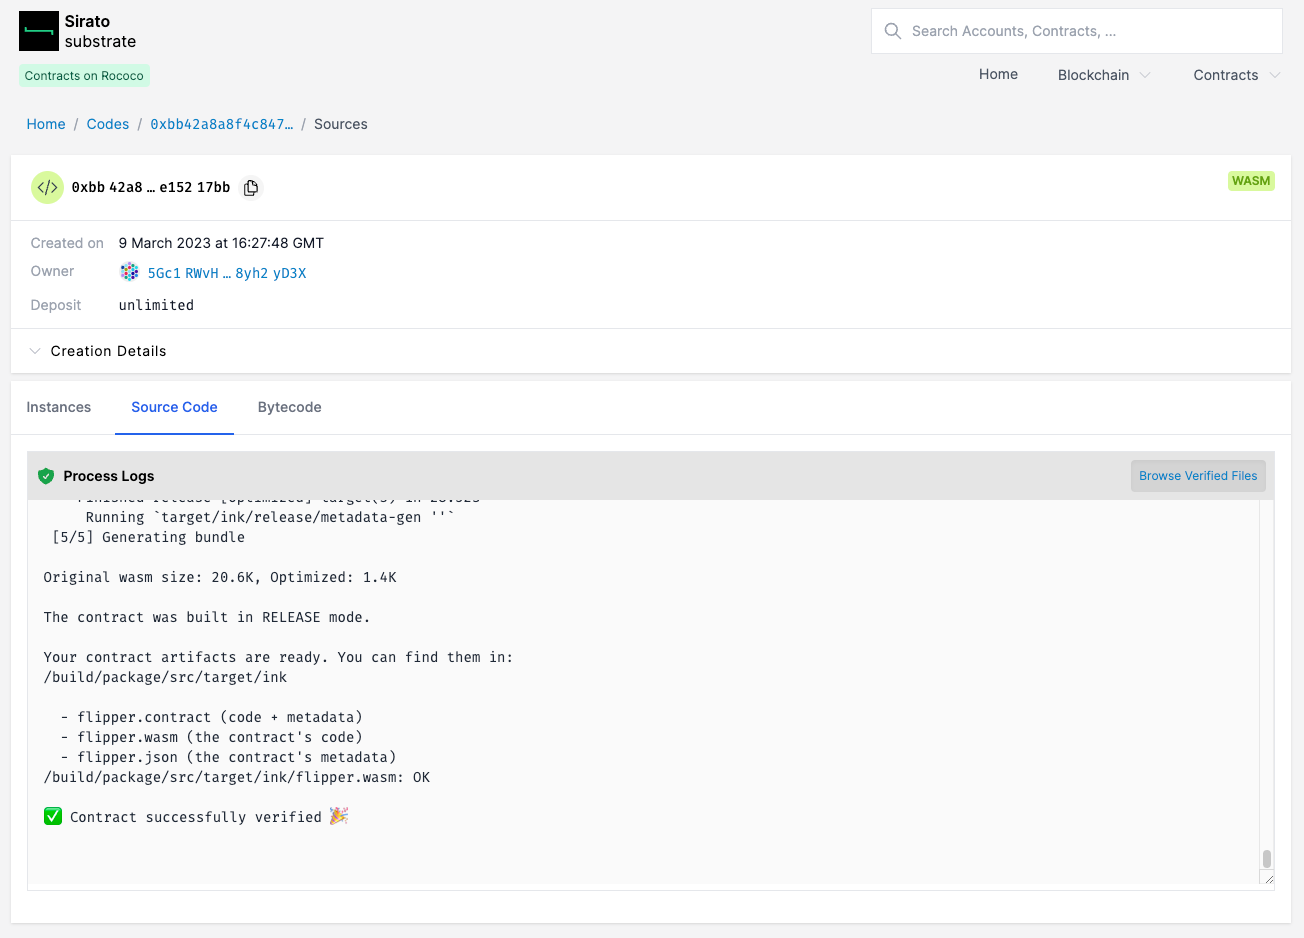 Sirato
substrate
Search Accounts, Contracts, ...
Contracts on Rococo
Home Blockchain Contracts
Home / Codes / 0xbb42a8a8f4c847… / Sources
0xbb 42a8 … e152 17bb
WASM
Created on 9 March 2023 at 16:27:48 GMT
Owner 5Gc1 RWvH … 8yh2 yD3X
Deposit unlimited
Creation Details
Instances Source Code Bytecode
Process Logs Browse Verified Files
Finished release [optimized] target(s) in
Running `target/ink/release/metadata-gen ''`
[5/5] Generating bundle
Original wasm size: 20.6K, Optimized: 1.4K
The contract was built in RELEASE mode.
Your contract artifacts are ready. You can find them in:
/build/package/src/target/ink
- flipper.contract (code + metadata)
- flipper.wasm (the contract's code)
- flipper.json (the contract's metadata)
/build/package/src/target/ink/flipper.wasm: OK
✅ Contract successfully verified 🎉